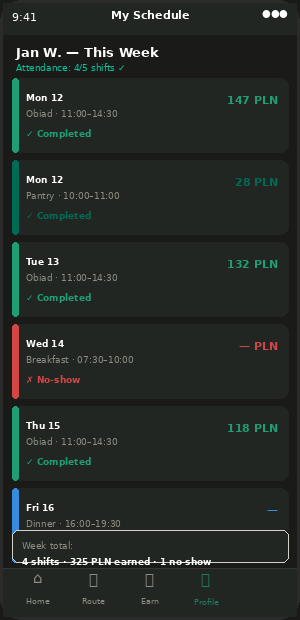 9:41
My Schedule
Jan W. — This Week
Attendance: 4/5 shifts ✓
Mon 12
147 PLN
Obiad · 11:00–14:30
✓ Completed
Mon 12
28 PLN
Pantry · 10:00–11:00
✓ Completed
Tue 13
132 PLN
Obiad · 11:00–14:30
✓ Completed
Wed 14
— PLN
Breakfast · 07:30–10:00
✗ No-show
Thu 15
118 PLN
Obiad · 11:00–14:30
✓ Completed
Fri 16
—
Dinner · 16:00–19:30
Week total:
4 shifts · 325 PLN earned · 1 no show
Home
Route
Earn
Profile